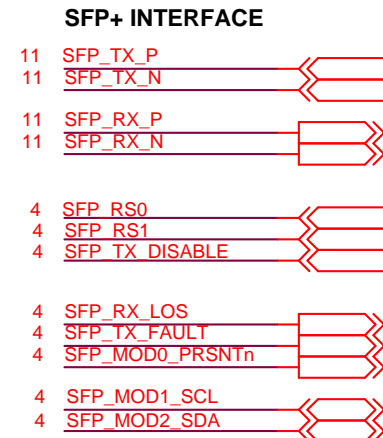 SFP+ INTERFACE
11 SFP_TX_P
11 SFP_TX_N
11 SFP_RX_P
11 SFP_RX_N
4 SFP_RS0
4 SFP_RS1
4 SFP_TX_DISABLE
4 SFP_RX_LOS
4 SFP_TX_FAULT
4 SFP_MOD0_PRSNTn
4 SFP_MOD1_SCL
4 SFP_MOD2_SDA